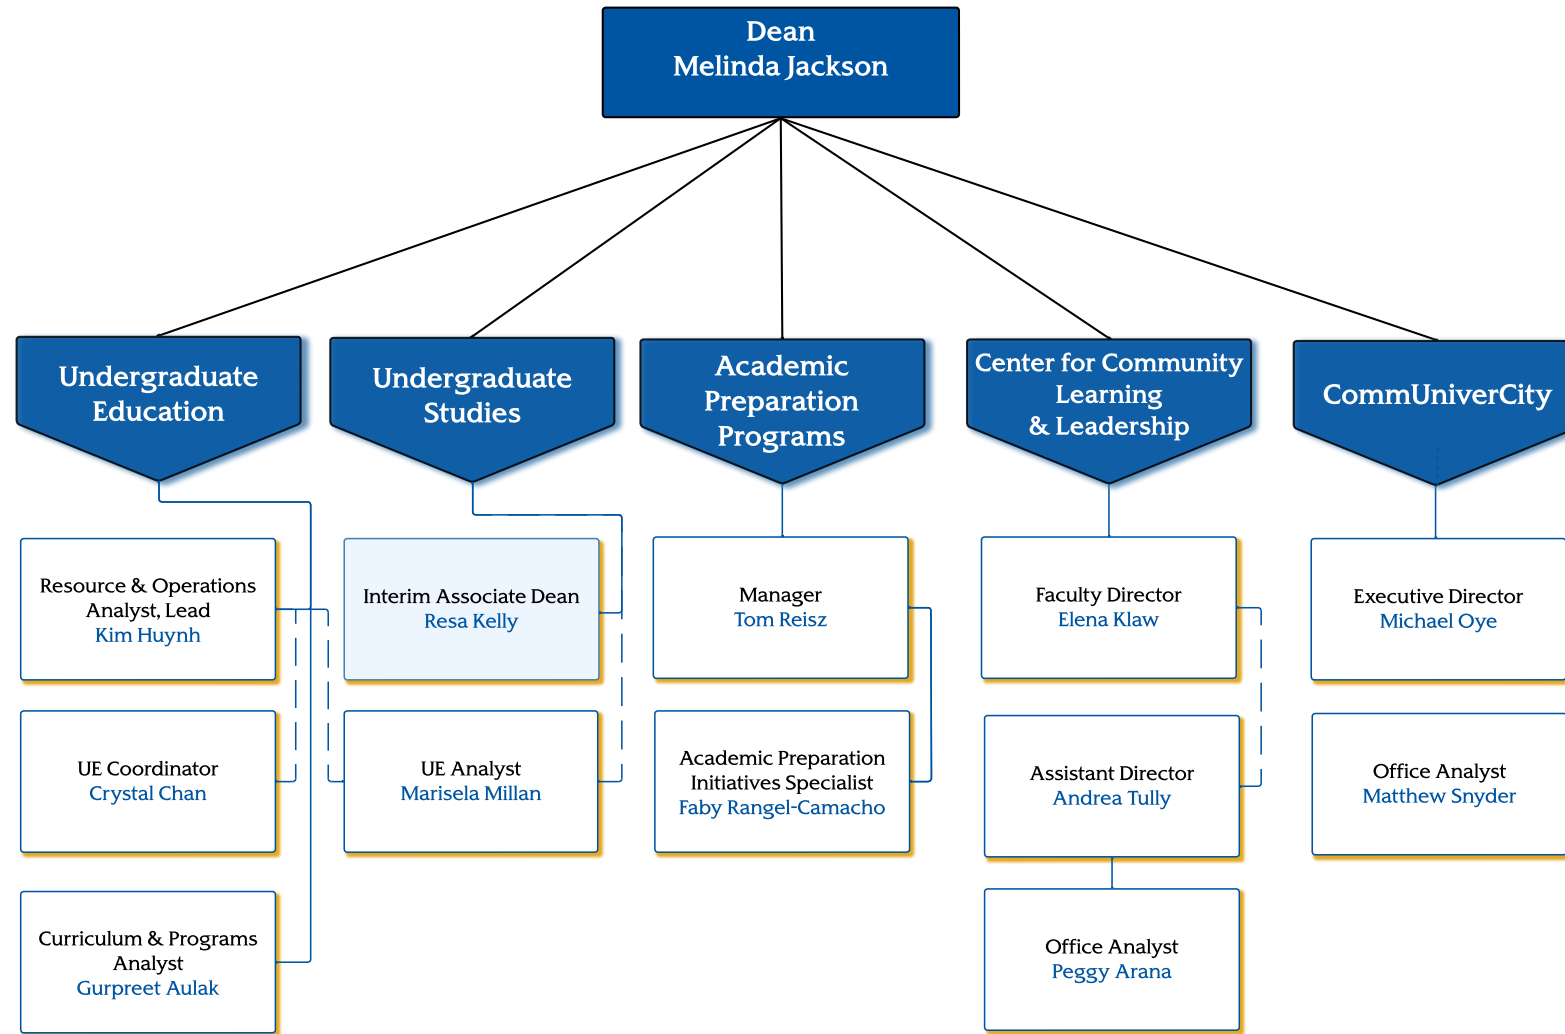 Dean
Melinda Jackson
Undergraduate
Education
Undergraduate
Studies
Academic
Preparation
Programs
Center for Community
Learning
& Leadership
CommUniverCity
Resource & Operations
Analyst, Lead
Kim Huynh
Interim Associate Dean
Resa Kelly
Manager
Tom Reisz
Faculty Director
Elena Klaw
Executive Director
Michael Oye
UE Coordinator
Crystal Chan
UE Analyst
Marisela Millan
Academic Preparation
Initiatives Specialist
Faby Rangel-Camacho
Assistant Director
Andrea Tully
Office Analyst
Matthew Snyder
Curriculum & Programs
Analyst
Gurpreet Aulak
Office Analyst
Peggy Arana